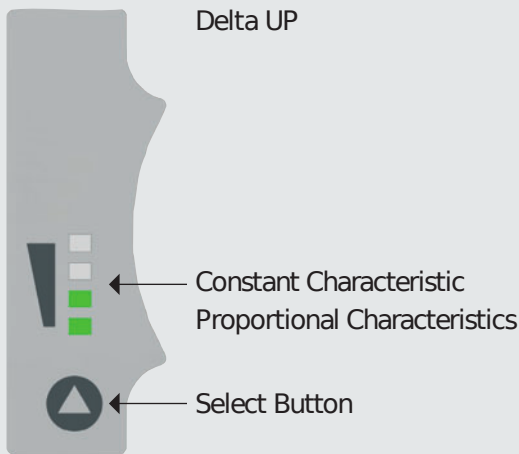 Delta UP
Constant Characteristic
Proportional Characteristics
Select Button